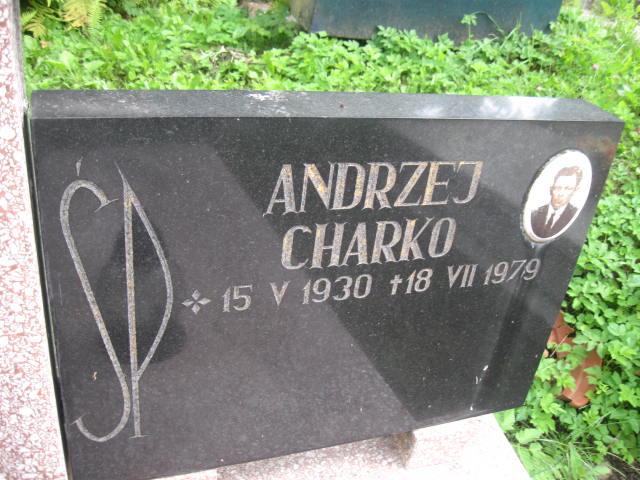 ŚP
ANDRZEJ
CHARKO
15 V 1930 † 18 VII 1979